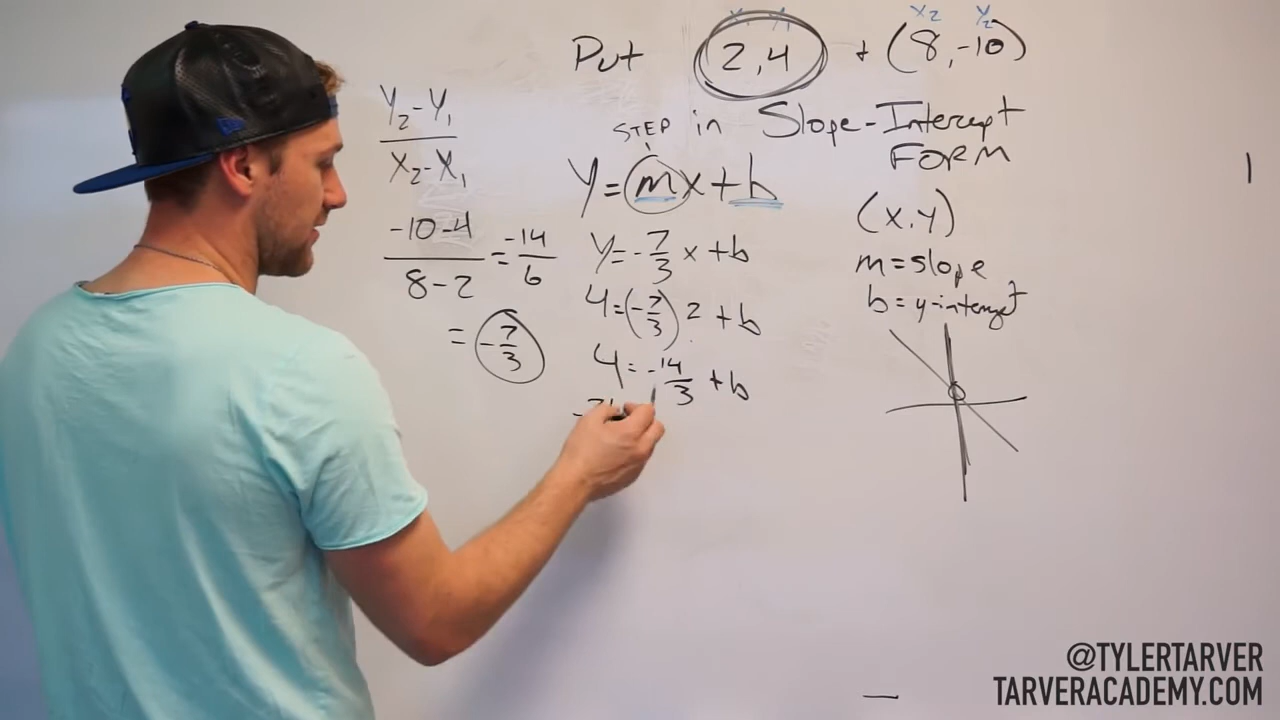 x₁ y₁ x₂ y₂
Put (2,4) + (8,-10)
STEP in Slope-Intercept
FORM
Y₂-Y₁
X₂-X₁
-10-4
8-2
= -14/6
= -7/3
Y=mx+b
Y=-7/3 x +b
4=(-7/3)2 +b
4=-14/3 +b
(X,Y)
m=slope
b=y-intercept
@TYLERTARVER
TARVERACADEMY.COM